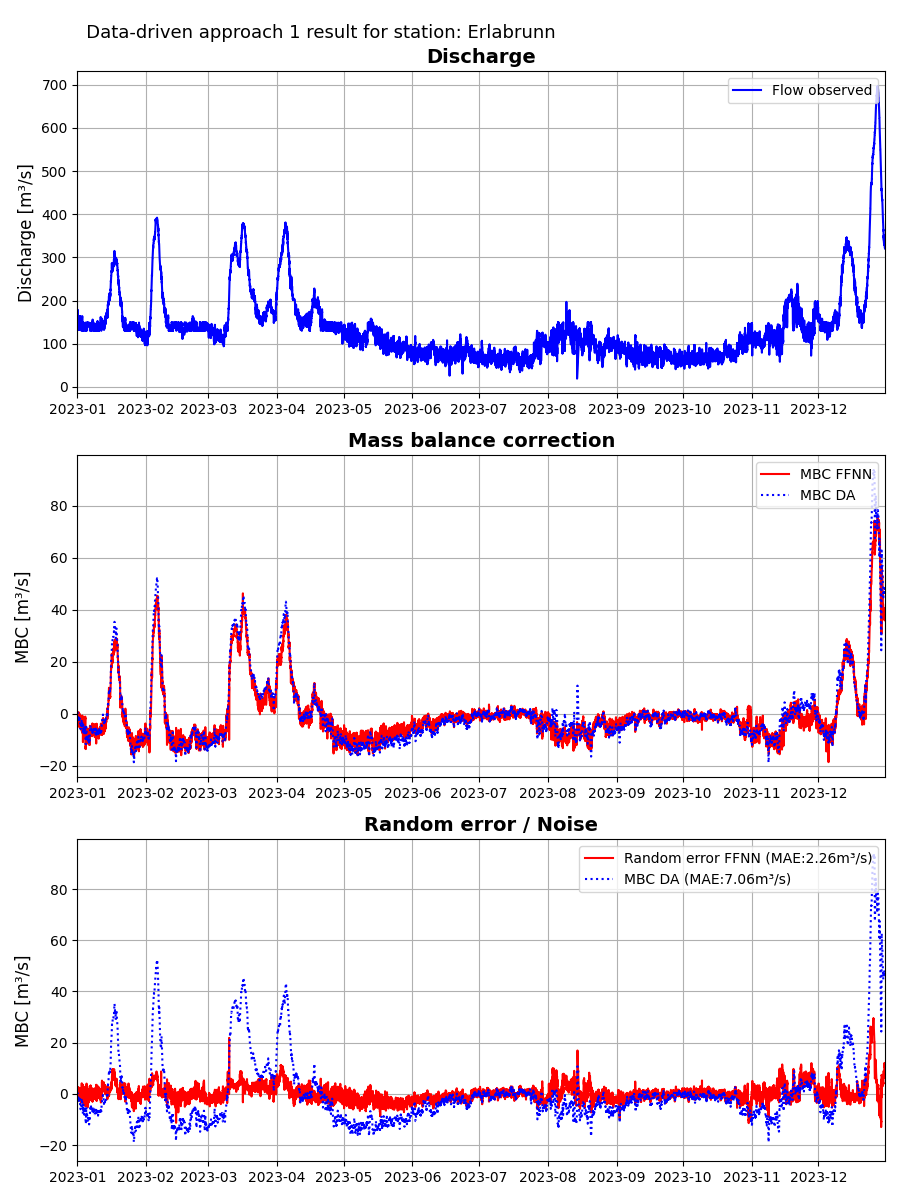 Data-driven approach 1 result for station: Erlabrunn
Discharge
Flow observed
Discharge [m³/s]
700
600
500
400
300
200
100
0
2023-01 2023-02 2023-03 2023-04 2023-05 2023-06 2023-07 2023-08 2023-09 2023-10 2023-11 2023-12
Mass balance correction
MBC FFNN
MBC DA
MBC [m³/s]
80
60
40
20
0
−20
2023-01 2023-02 2023-03 2023-04 2023-05 2023-06 2023-07 2023-08 2023-09 2023-10 2023-11 2023-12
Random error / Noise
Random error FFNN (MAE:2.26m³/s)
MBC DA (MAE:7.06m³/s)
MBC [m³/s]
80
60
40
20
0
−20
2023-01 2023-02 2023-03 2023-04 2023-05 2023-06 2023-07 2023-08 2023-09 2023-10 2023-11 2023-12